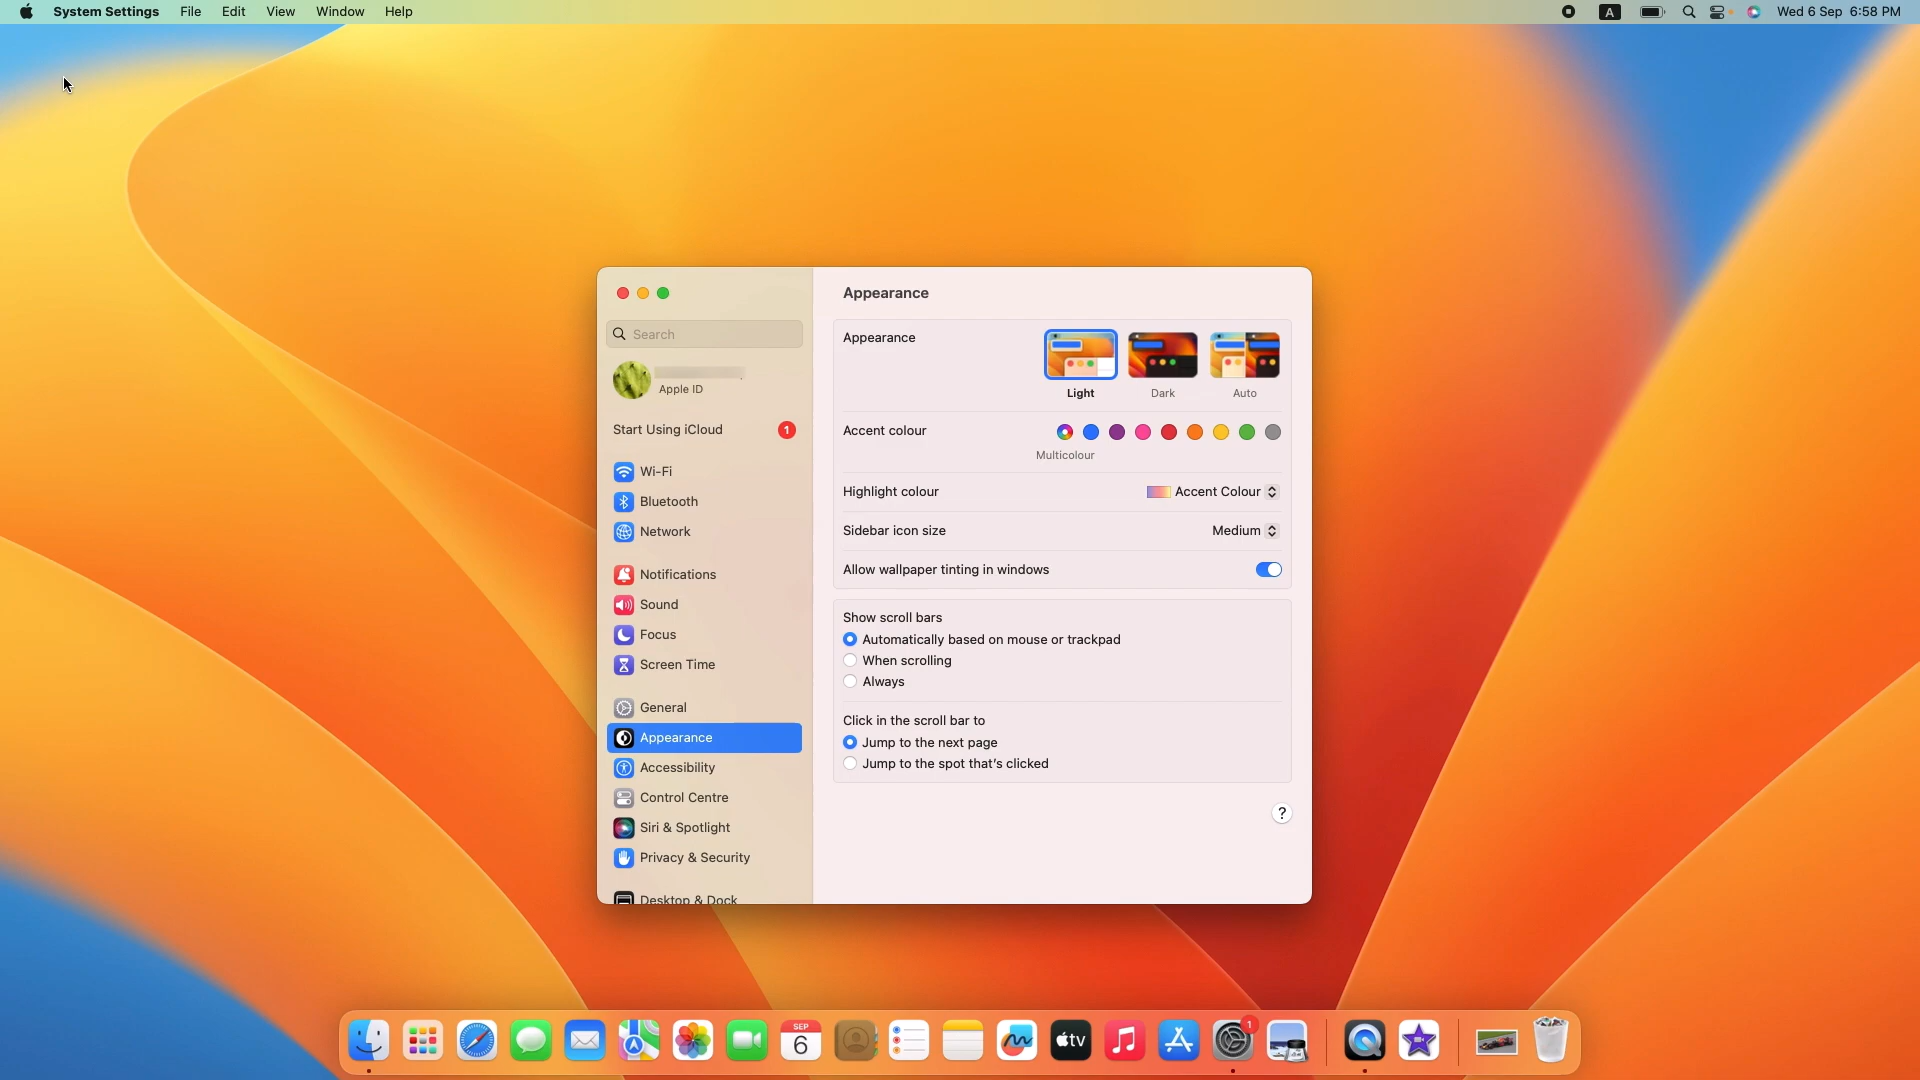 System Settings File Edit View Window Help A Wed 6 Sep 6:58 PM
Appearance
Search
Apple ID
Start Using iCloud 1
Wi-Fi
Bluetooth
Network
Notifications
Sound
Focus
Screen Time
General
Appearance
Accessibility
Control Centre
Siri & Spotlight
Privacy & Security
Desktop & Dock
Appearance
Light Dark Auto
Accent colour
Multicolour
Highlight colour Accent Colour
Sidebar icon size Medium
Allow wallpaper tinting in windows
Show scroll bars
Automatically based on mouse or trackpad
When scrolling
Always
Click in the scroll bar to
Jump to the next page
Jump to the spot that's clicked
?
SEP
6
tv
1